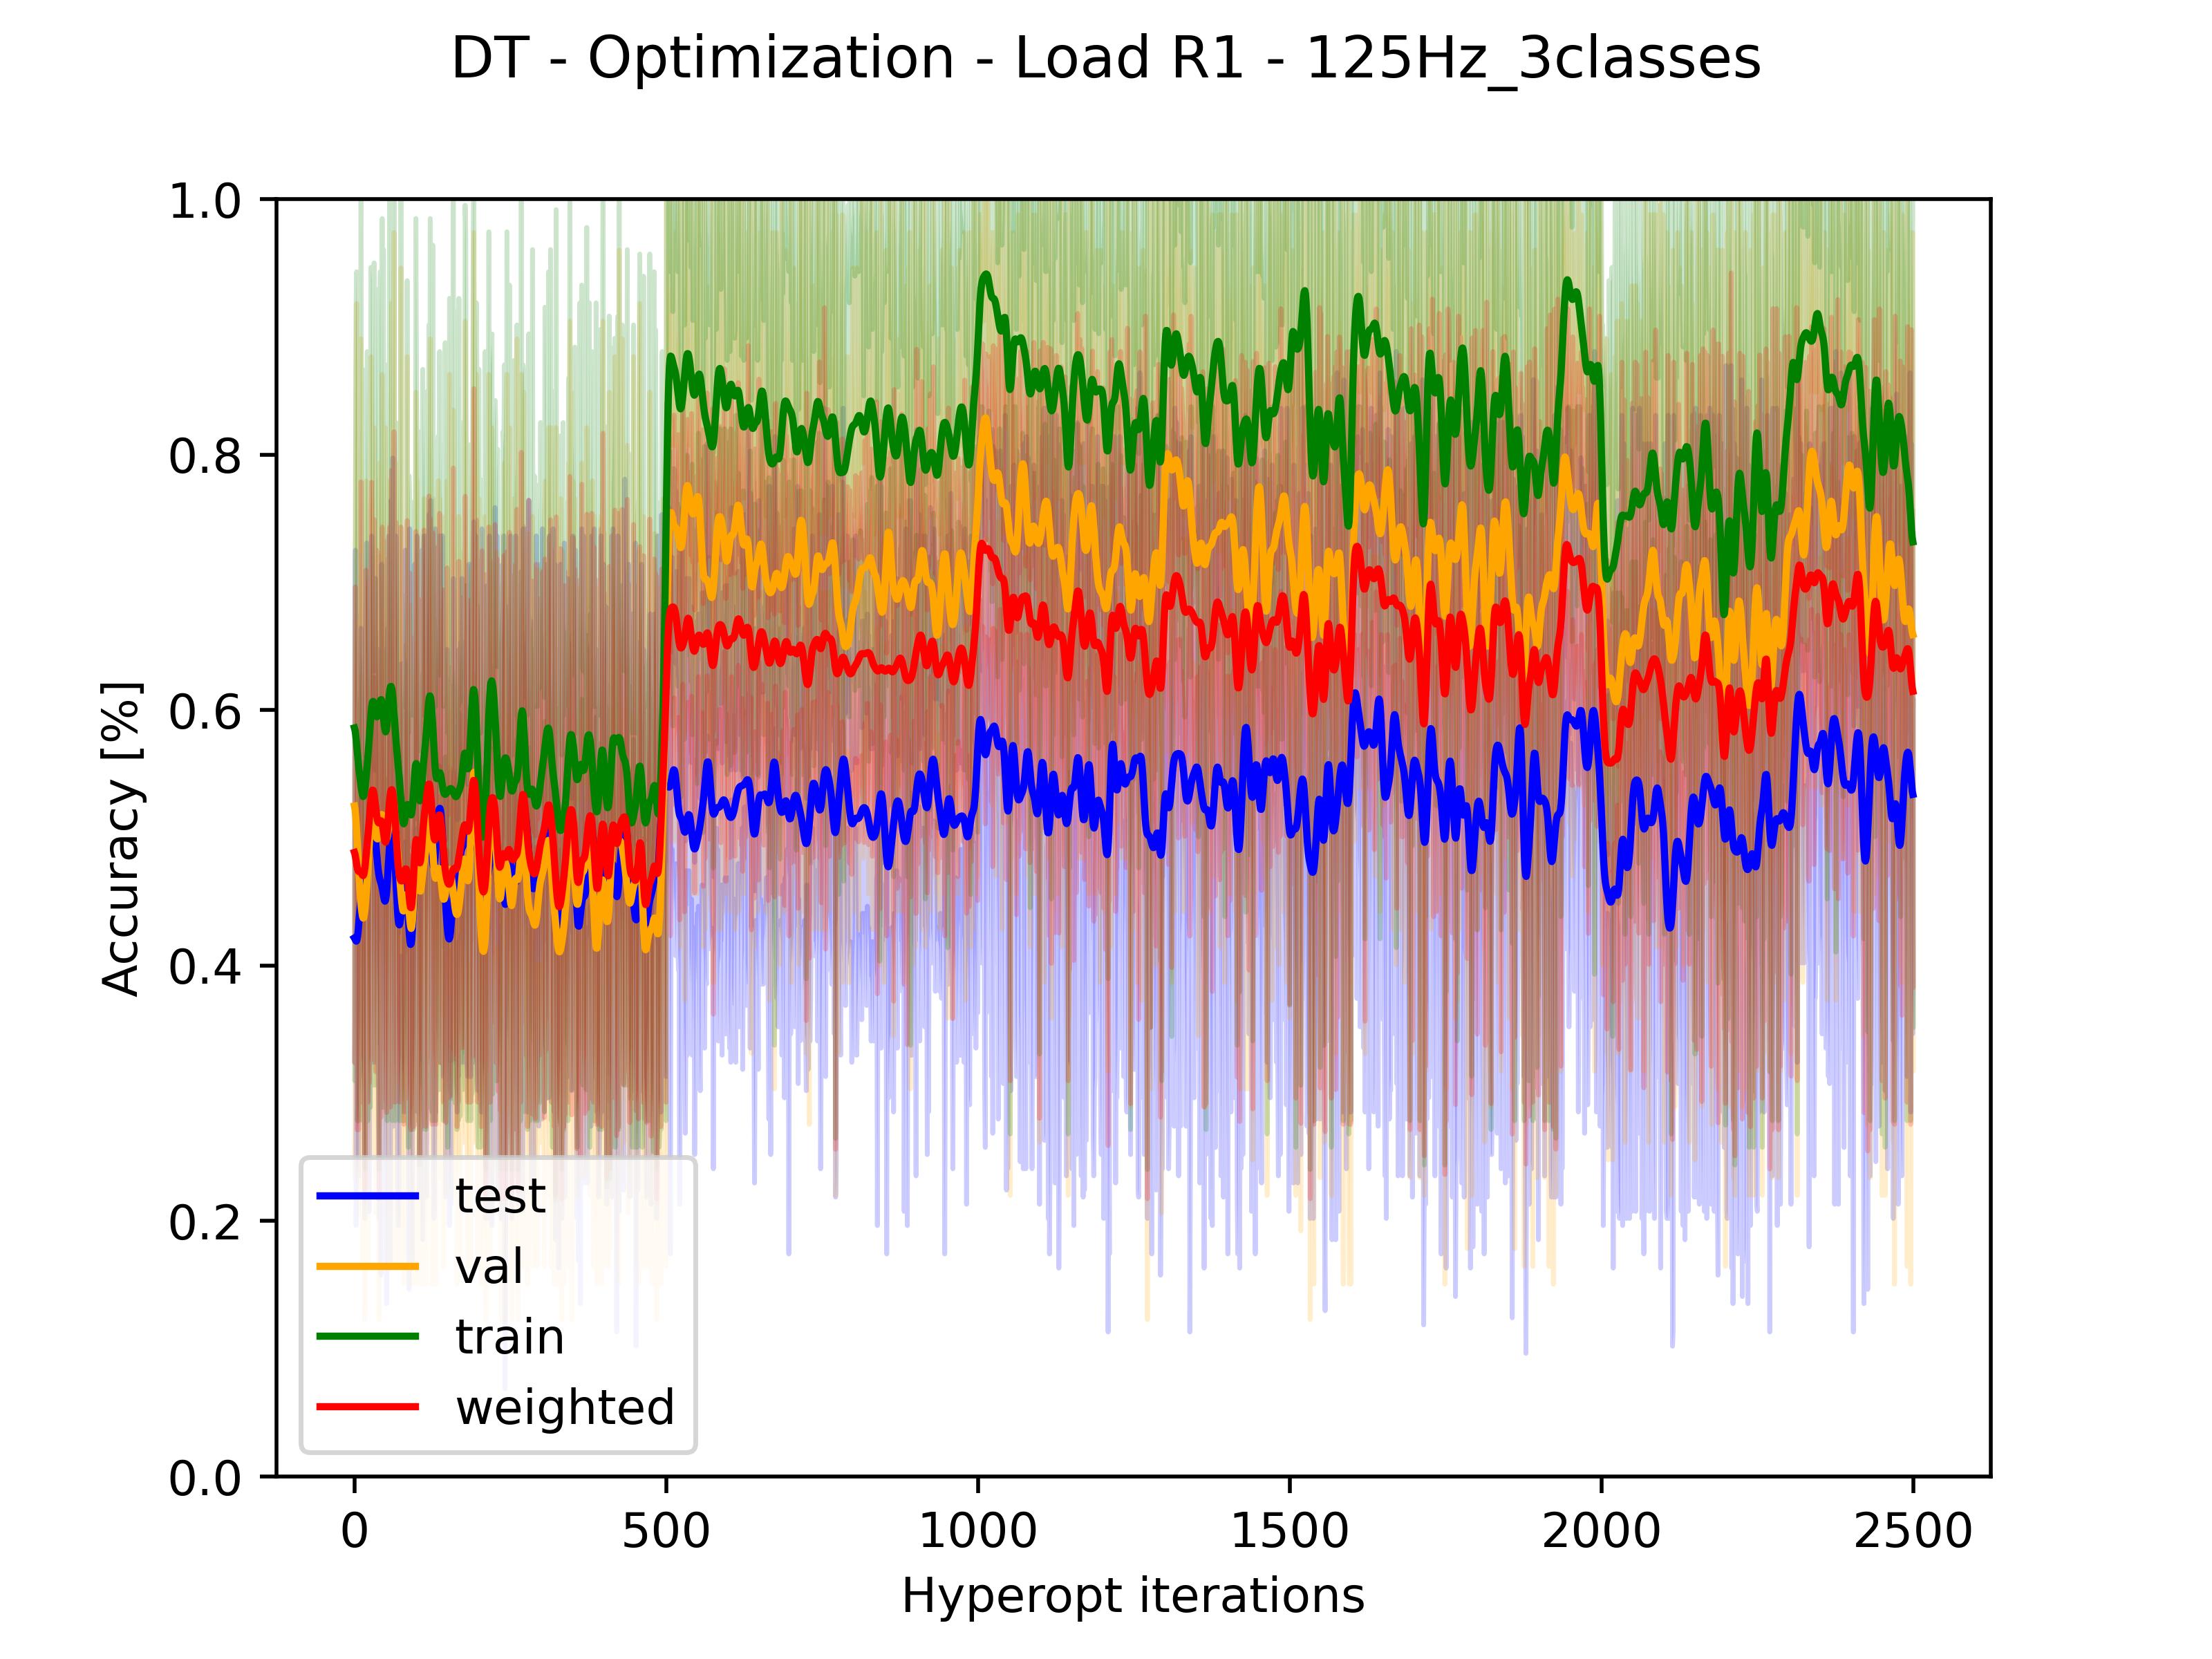 DT - Optimization - Load R1 - 125Hz_3classes
1.0
0.8
0.6
0.4
0.2
0.0
Accuracy [%]
test
val
train
weighted
0 500 1000 1500 2000 2500
Hyperopt iterations